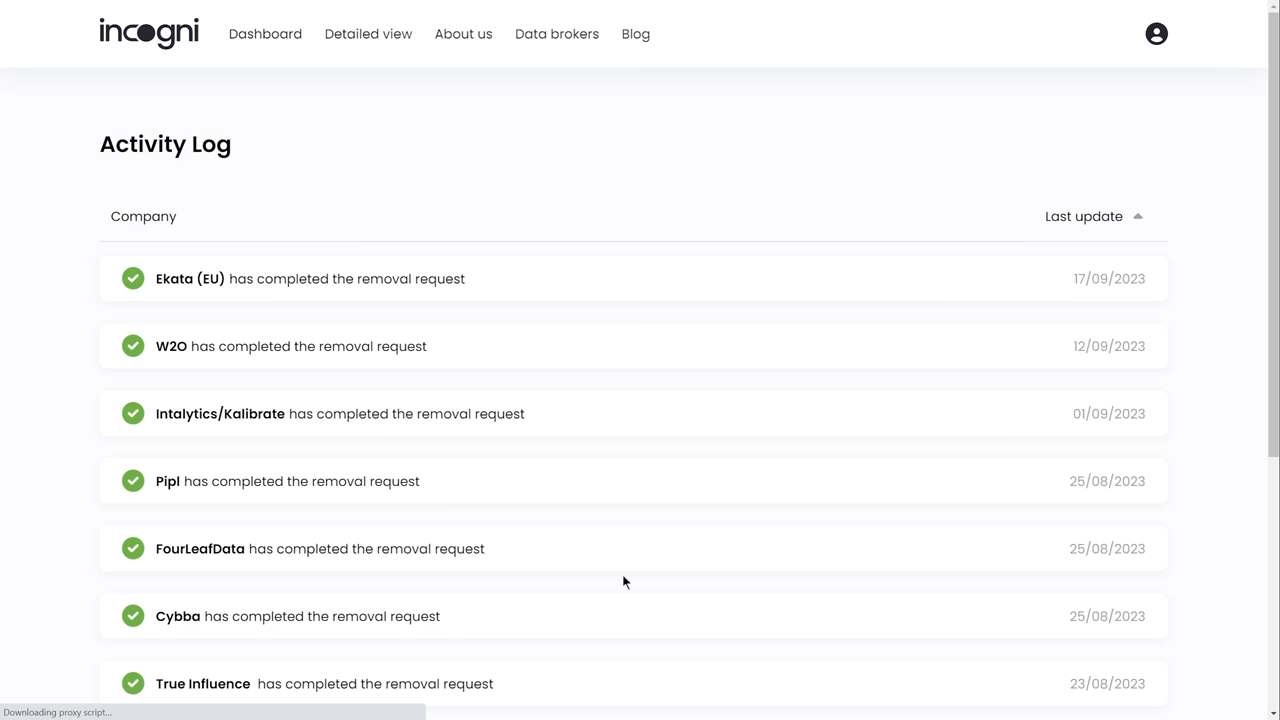 incogni Dashboard Detailed view About us Data brokers Blog
Activity Log
Company Last update
Ekata (EU) has completed the removal request 17/09/2023
W2O has completed the removal request 12/09/2023
Intalytics/Kalibrate has completed the removal request 01/09/2023
Pipl has completed the removal request 25/08/2023
FourLeafData has completed the removal request 25/08/2023
Cybba has completed the removal request 25/08/2023
True Influence has completed the removal request 23/08/2023
Downloading proxy script...